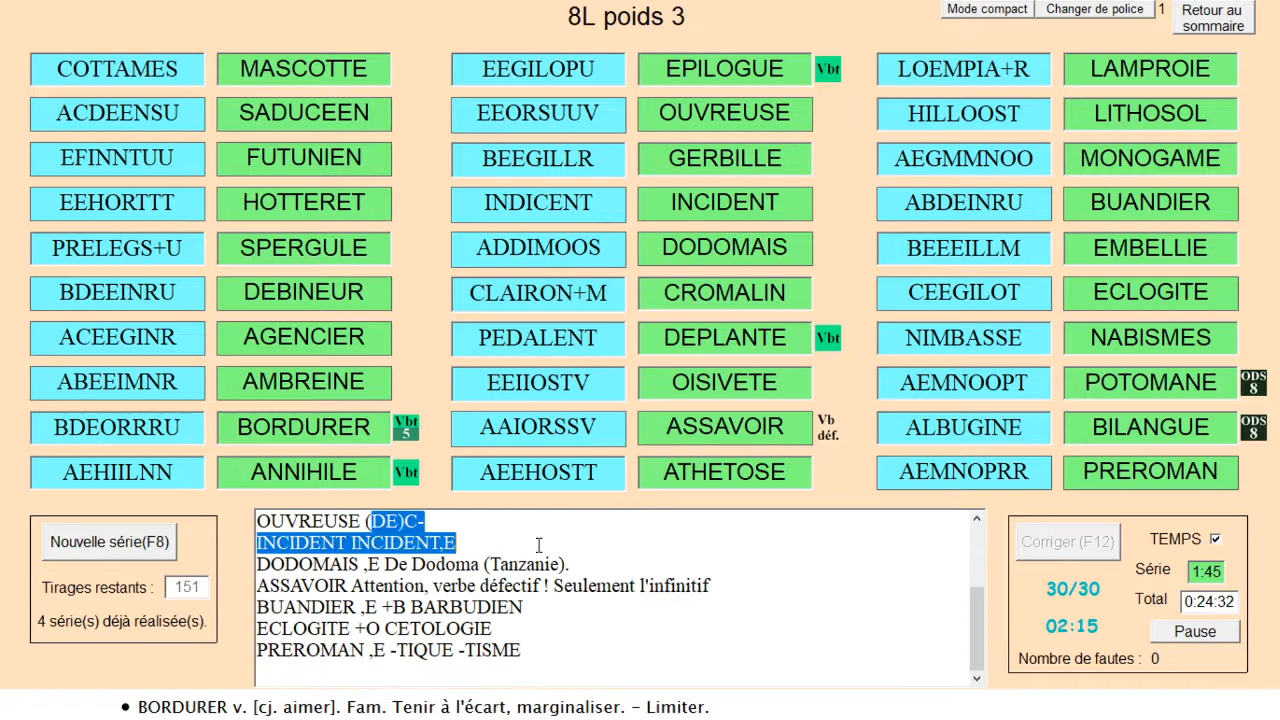 8L poids 3
Mode compact Changer de police 1 Retour au sommaire
COTTAMES MASCOTTE EEGILOPU EPILOGUE Vbt LOEMPIA+R LAMPROIE
ACDEENSU SADUCEEN EEORSUUV OUVREUSE HILLOOST LITHOSOL
EFINNTUU FUTUNIEN BEEGILLR GERBILLE AEGMMNOO MONOGAME
EEHORTTT HOTTERET INDICENT INCIDENT ABDEINRU BUANDIER
PRELEGS+U SPERGULE ADDIMOOS DODOMAIS BEEEILLM EMBELLIE
BDEEINRU DEBINEUR CLAIRON+M CROMALIN CEEGILOT ECLOGITE
ACEEGINR AGENCIER PEDALENT DEPLANTE Vbt NIMBASSE NABISMES
ABEEIMNR AMBREINE EEIIOSTV OISIVETE AEMNOOPT POTOMANE ODS 8
BDEORRRU BORDURER Vbt 5 AAIORSSV ASSAVOIR Vb déf. ALBUGINE BILANGUE ODS 8
AEHIILNN ANNIHILE Vbt AEEHOSTT ATHETOSE AEMNOPRR PREROMAN
Nouvelle série(F8)
Tirages restants : 151
4 série(s) déjà réalisée(s).
OUVREUSE (DE)C-
INCIDENT INCIDENT,E
DODOMAIS ,E De Dodoma (Tanzanie).
ASSAVOIR Attention, verbe défectif ! Seulement l'infinitif
BUANDIER ,E +B BARBUDIEN
ECLOGITE +O CETOLOGIE
PREROMAN ,E -TIQUE -TISME
Corriger (F12) TEMPS
Série 1:45
30/30
Total 0:24:32
02:15 Pause
Nombre de fautes : 0
• BORDURER v. [cj. aimer]. Fam. Tenir à l'écart, marginaliser. – Limiter.